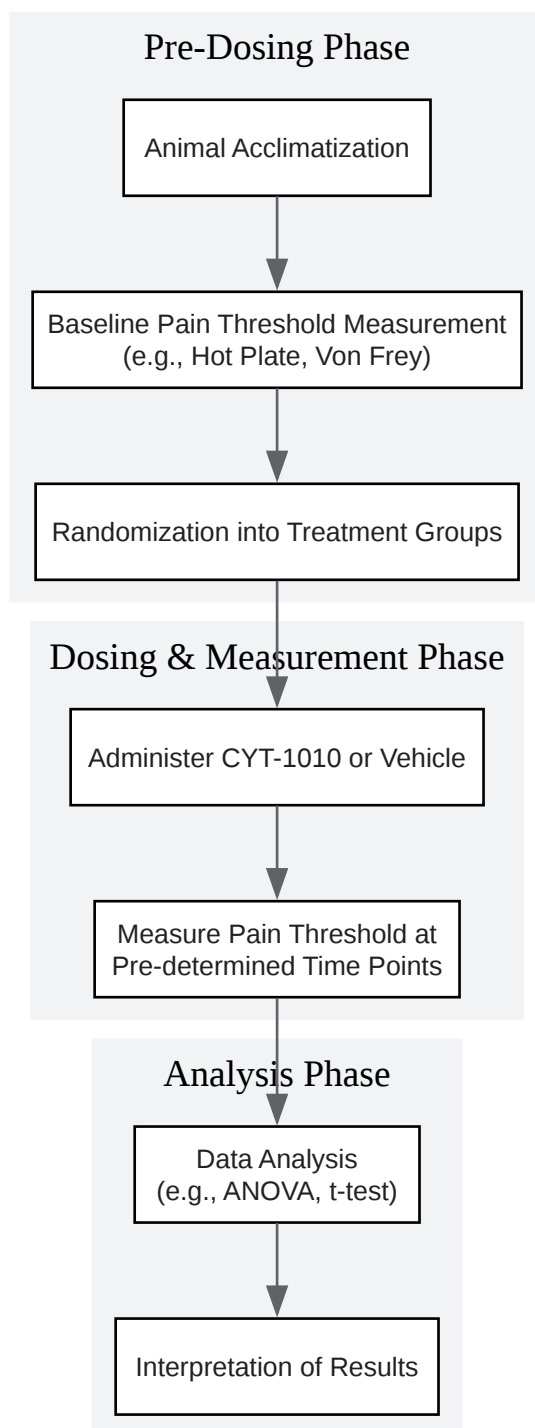 Pre-Dosing Phase
Animal Acclimatization
Baseline Pain Threshold Measurement
(e.g., Hot Plate, Von Frey)
Randomization into Treatment Groups
Dosing & Measurement Phase
Administer CYT-1010 or Vehicle
Measure Pain Threshold at
Pre-determined Time Points
Analysis Phase
Data Analysis
(e.g., ANOVA, t-test)
Interpretation of Results